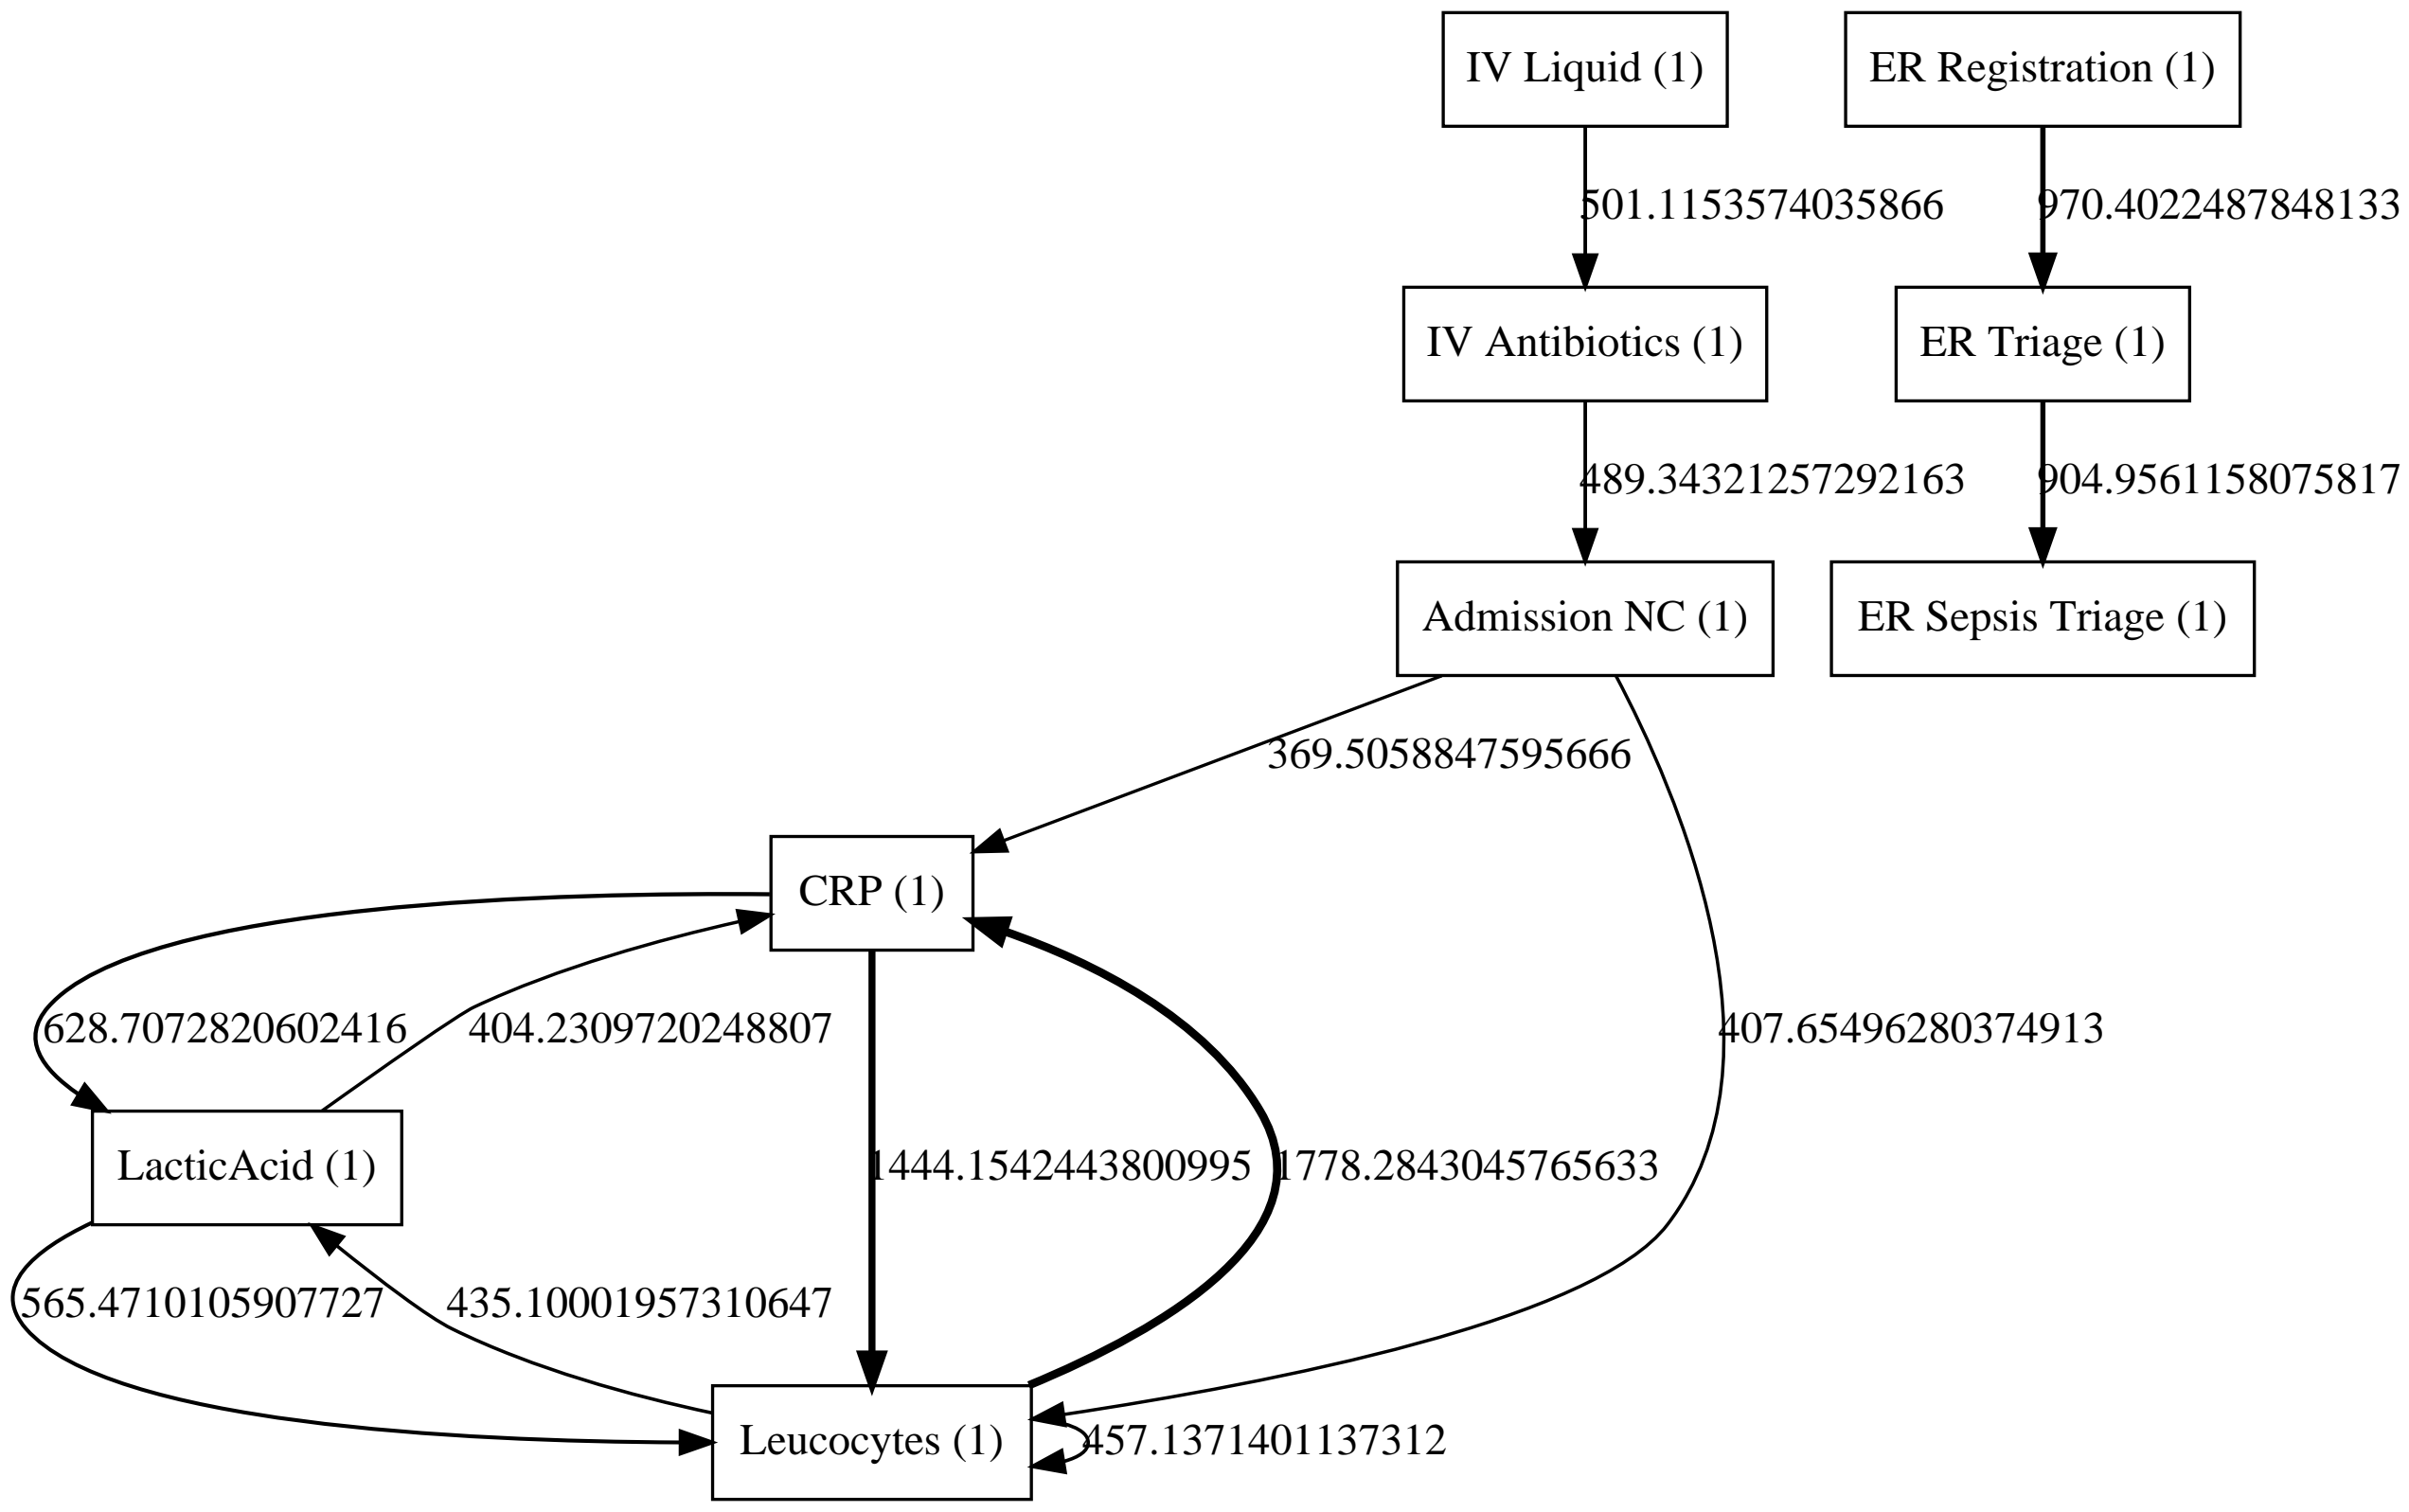 IV Liquid (1)
ER Registration (1)
501.1153574035866
970.4022487848133
IV Antibiotics (1)
ER Triage (1)
489.34321257292163
904.9561158075817
Admission NC (1)
ER Sepsis Triage (1)
369.5058847595666
CRP (1)
628.7072820602416
404.2309720248807
407.65496280374913
LacticAcid (1)
1444.1542443800995
1778.2843045765633
565.4710105907727
435.10001957310647
Leucocytes (1)
457.1371401137312